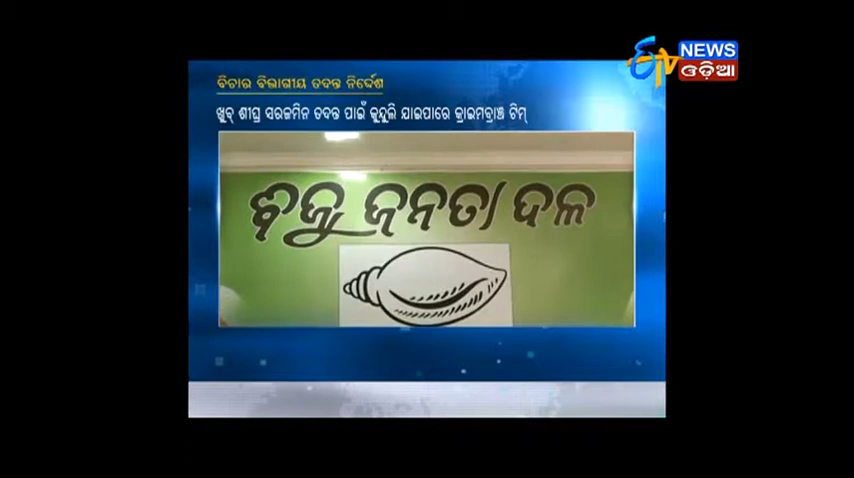 ETV NEWS
ଓଡ଼ିଆ
ବିଚାର ବିଭାଗୀୟ ତଦନ୍ତ ନିର୍ଦ୍ଦେଶ
ଖୁବ୍ ଶୀଘ୍ର ସରଜମିନ ତଦନ୍ତ ପାଇଁ କୁନ୍ଦୁଲି ଯାଇପାରେ କ୍ରାଇମବ୍ରାଞ୍ଚ ଟିମ୍
ବିଜୁ ଜନତା ଦଳ